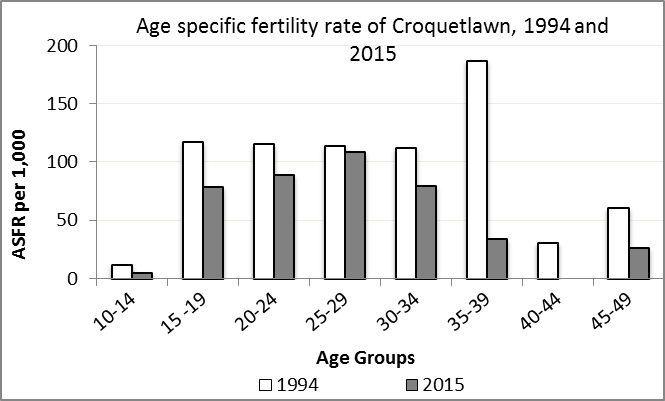 Age specific fertility rate of Croquetlawn, 1994 and
2015
200
150
100
50
0
ASFR per 1,000
10-14 15 -19 20-24 25-29 30-34 35-39 40-44 45-49
Age Groups
1994 2015